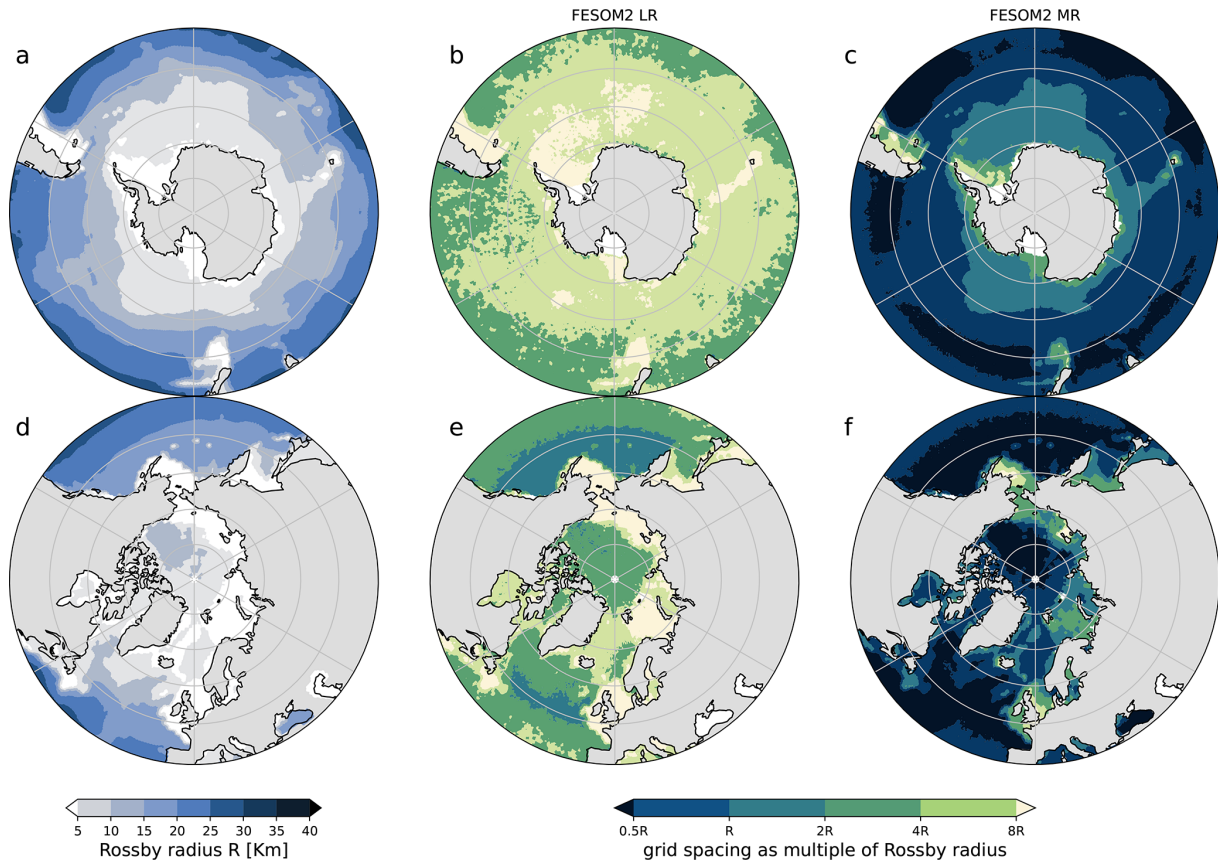 FESOM2 LR
FESOM2 MR
a
b
c
d
e
f
5 10 15 20 25 30 35 40
Rossby radius R [Km]
0.5R R 2R 4R 8R
grid spacing as multiple of Rossby radius